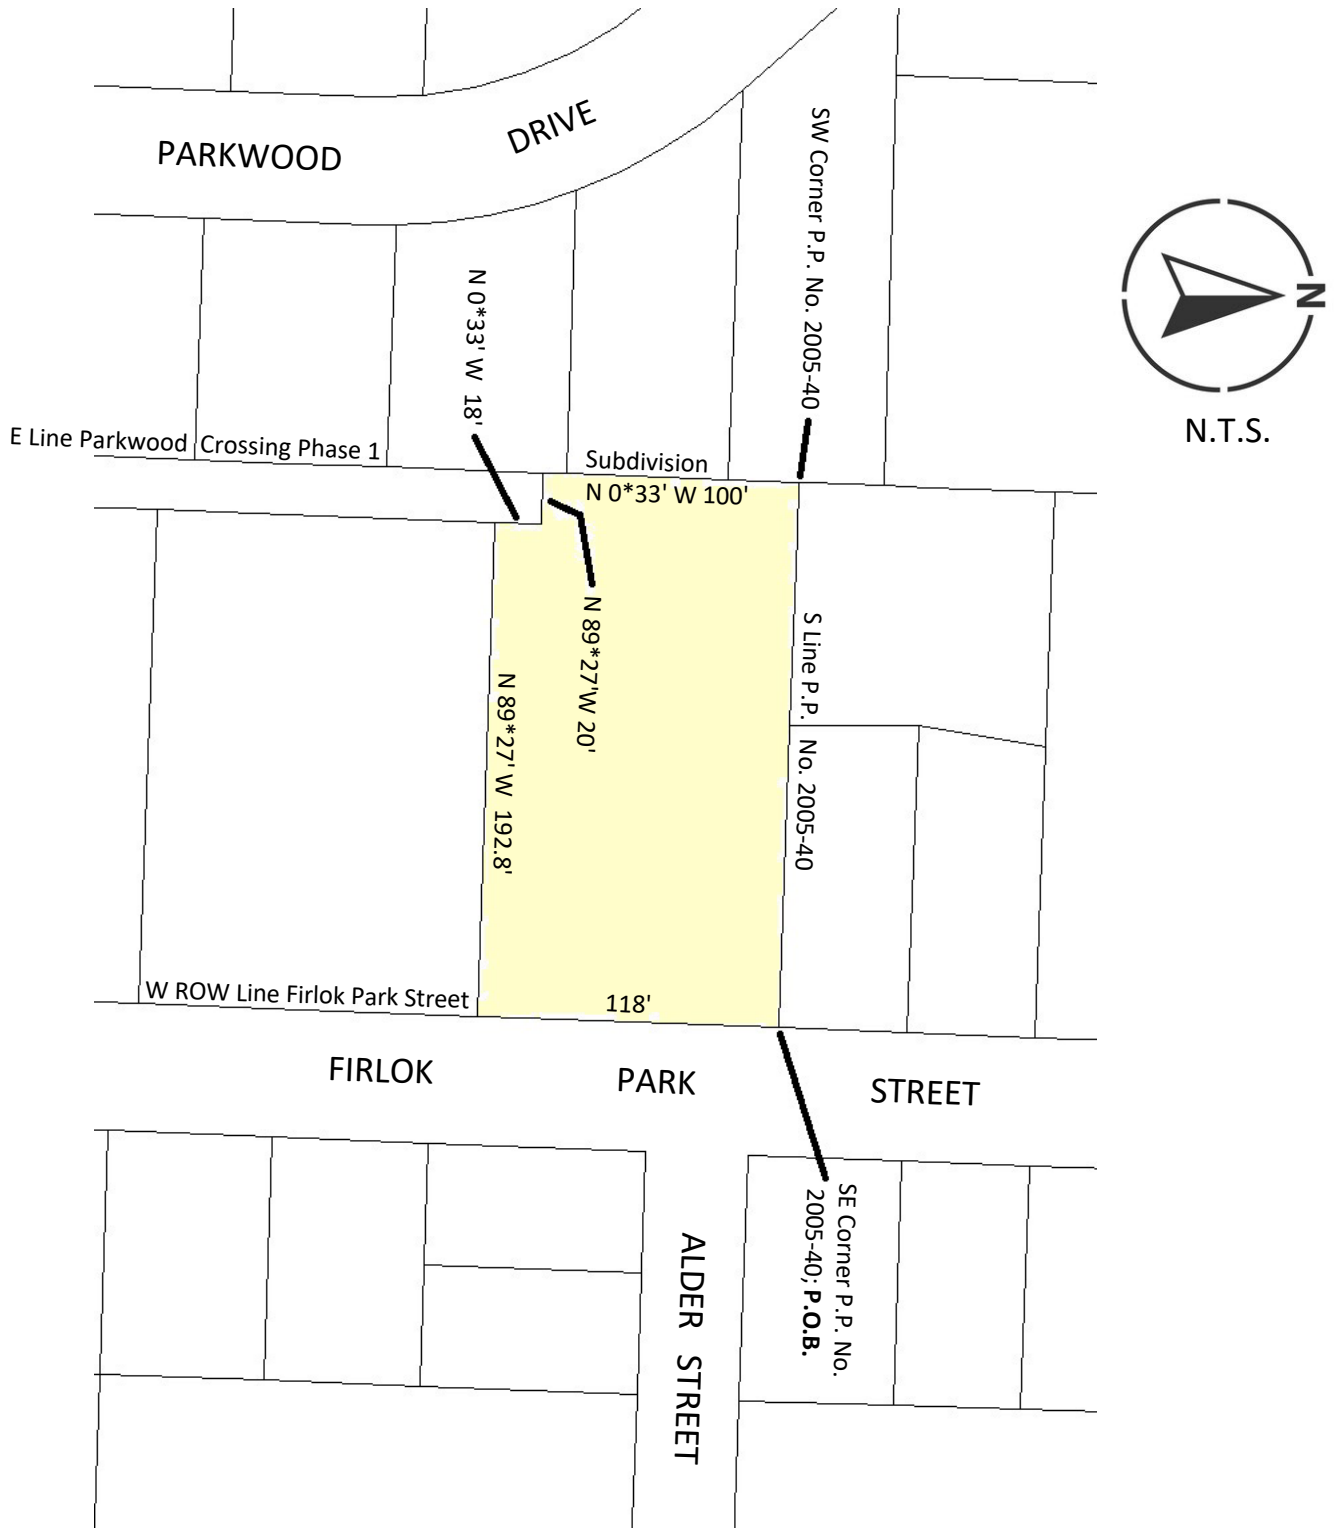 PARKWOOD
DRIVE
SW Corner P.P. No. 2005-40
N
N.T.S.
N 0*33' W 18'
E Line Parkwood Crossing Phase 1
Subdivision
N 0*33' W 100'
N 89*27'W 20'
S Line P.P. No. 2005-40
N 89*27' W 192.8'
W ROW Line Firlok Park Street
118'
FIRLOK
PARK
STREET
SE Corner P.P. No.
2005-40; P.O.B.
ALDER STREET